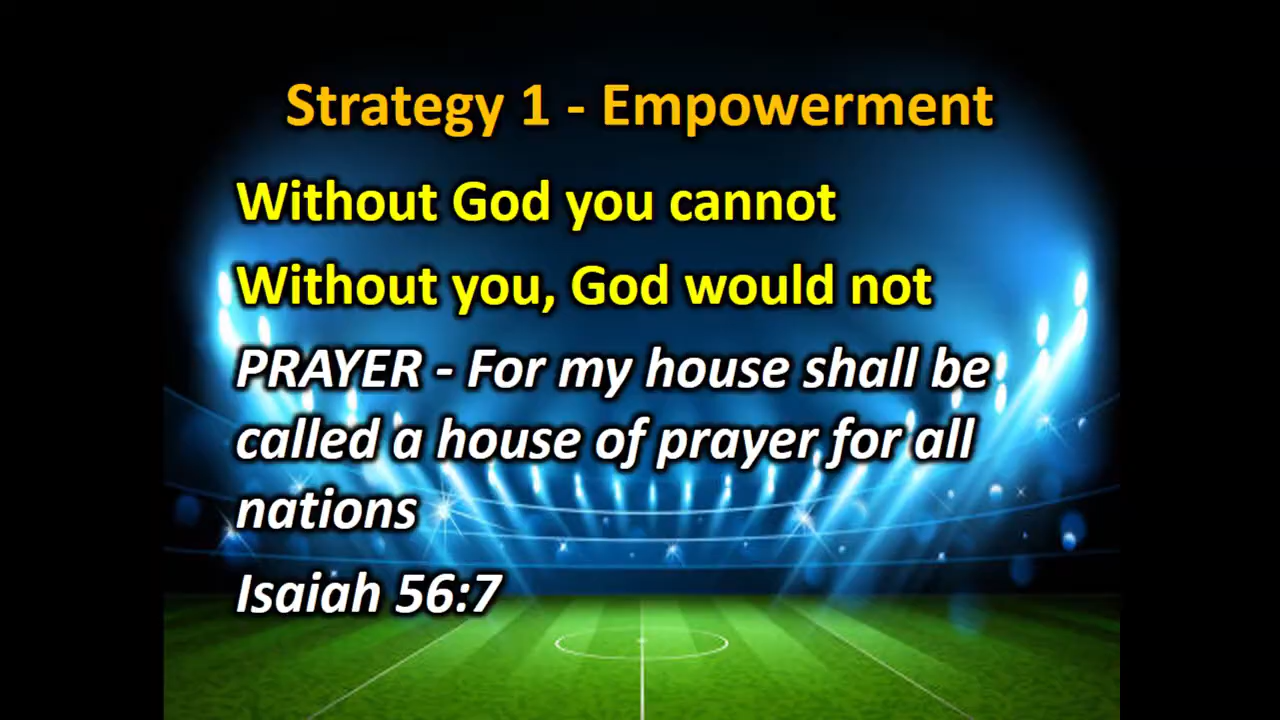 Strategy 1 - Empowerment
Without God you cannot
Without you, God would not
PRAYER - For my house shall be
called a house of prayer for all
nations
Isaiah 56:7